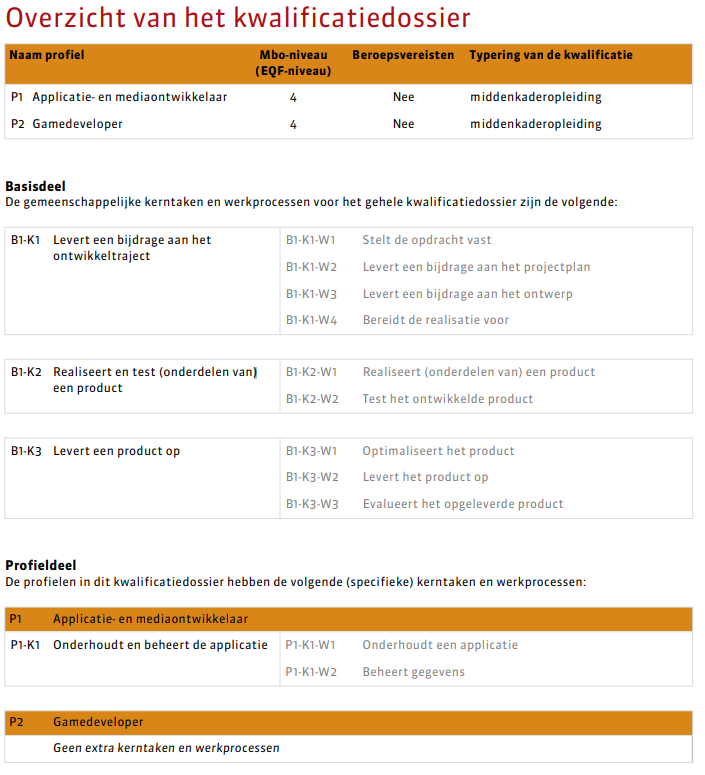 Overzicht van het kwalificatiedossier
Naam profiel Mbo-niveau (EQF-niveau) Beroepsvereisten Typering van de kwalificatie
P1 Applicatie- en mediaontwikkelaar 4 Nee middenkaderopleiding
P2 Gamedeveloper 4 Nee middenkaderopleiding
Basisdeel
De gemeenschappelijke kerntaken en werkprocessen voor het gehele kwalificatiedossier zijn de volgende:
B1-K1 Levert een bijdrage aan het B1-K1-W1 Stelt de opdracht vast
ontwikkeltraject
B1-K1-W2 Levert een bijdrage aan het projectplan
B1-K1-W3 Levert een bijdrage aan het ontwerp
B1-K1-W4 Bereidt de realisatie voor
B1-K2 Realiseert en test (onderdelen van) B1-K2-W1 Realiseert (onderdelen van) een product
een product
B1-K2-W2 Test het ontwikkelde product
B1-K3 Levert een product op B1-K3-W1 Optimaliseert het product
B1-K3-W2 Levert het product op
B1-K3-W3 Evalueert het opgeleverde product
Profieldeel
De profielen in dit kwalificatiedossier hebben de volgende (specifieke) kerntaken en werkprocessen:
P1 Applicatie- en mediaontwikkelaar
P1-K1 Onderhoudt en beheert de applicatie P1-K1-W1 Onderhoudt een applicatie
P1-K1-W2 Beheert gegevens
P2 Gamedeveloper
Geen extra kerntaken en werkprocessen